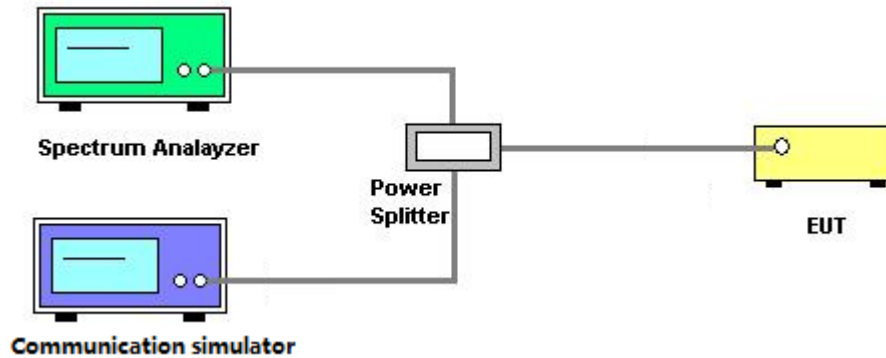 Spectrum Analayzer
Power
Splitter
EUT
Communication simulator